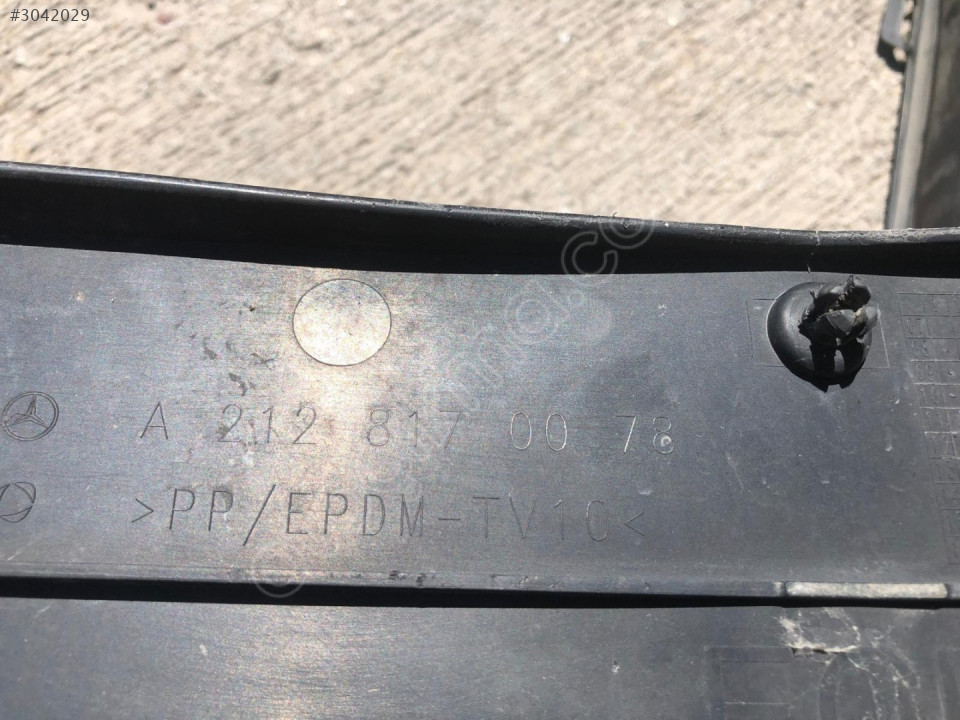 #3042029
A 212 817 00 78
>PP/EPDM-TV10<